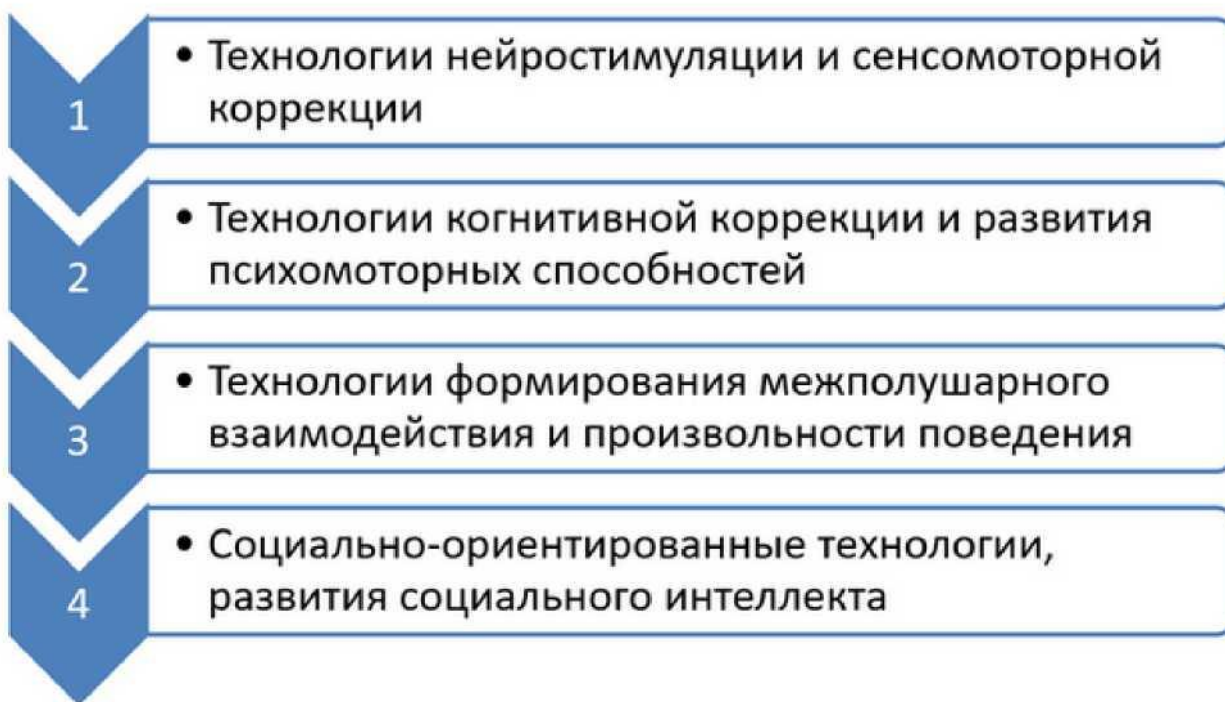 1
• Технологии нейростимуляции и сенсомоторной
коррекции
2
• Технологии когнитивной коррекции и развития
психомоторных способностей
3
• Технологии формирования межполушарного
взаимодействия и произвольности поведения
4
• Социально-ориентированные технологии,
развития социального интеллекта